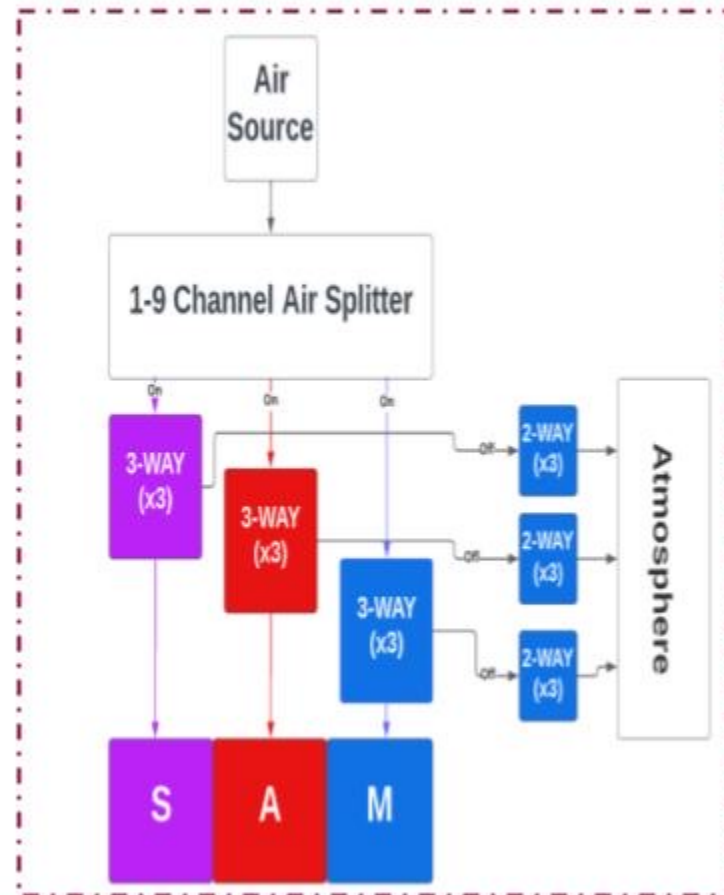 Air
Source
1-9 Channel Air Splitter
On
On
On
3-WAY
(x3)
3-WAY
(x3)
3-WAY
(x3)
Off
Off
Off
2-WAY
(x3)
2-WAY
(x3)
2-WAY
(x3)
Atmosphere
S
A
M